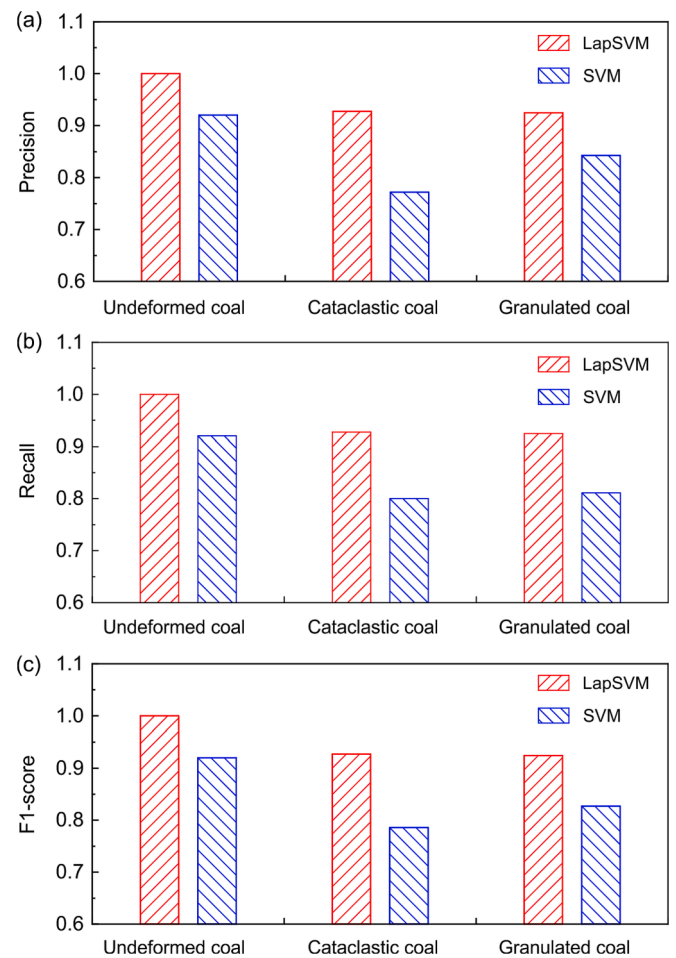 (a)
1.1
1.0
0.9
0.8
0.7
0.6
Precision
LapSVM
SVM
Undeformed coal
Cataclastic coal
Granulated coal
(b)
1.1
1.0
0.9
0.8
0.7
0.6
Recall
LapSVM
SVM
Undeformed coal
Cataclastic coal
Granulated coal
(c)
1.1
1.0
0.9
0.8
0.7
0.6
F1-score
LapSVM
SVM
Undeformed coal
Cataclastic coal
Granulated coal